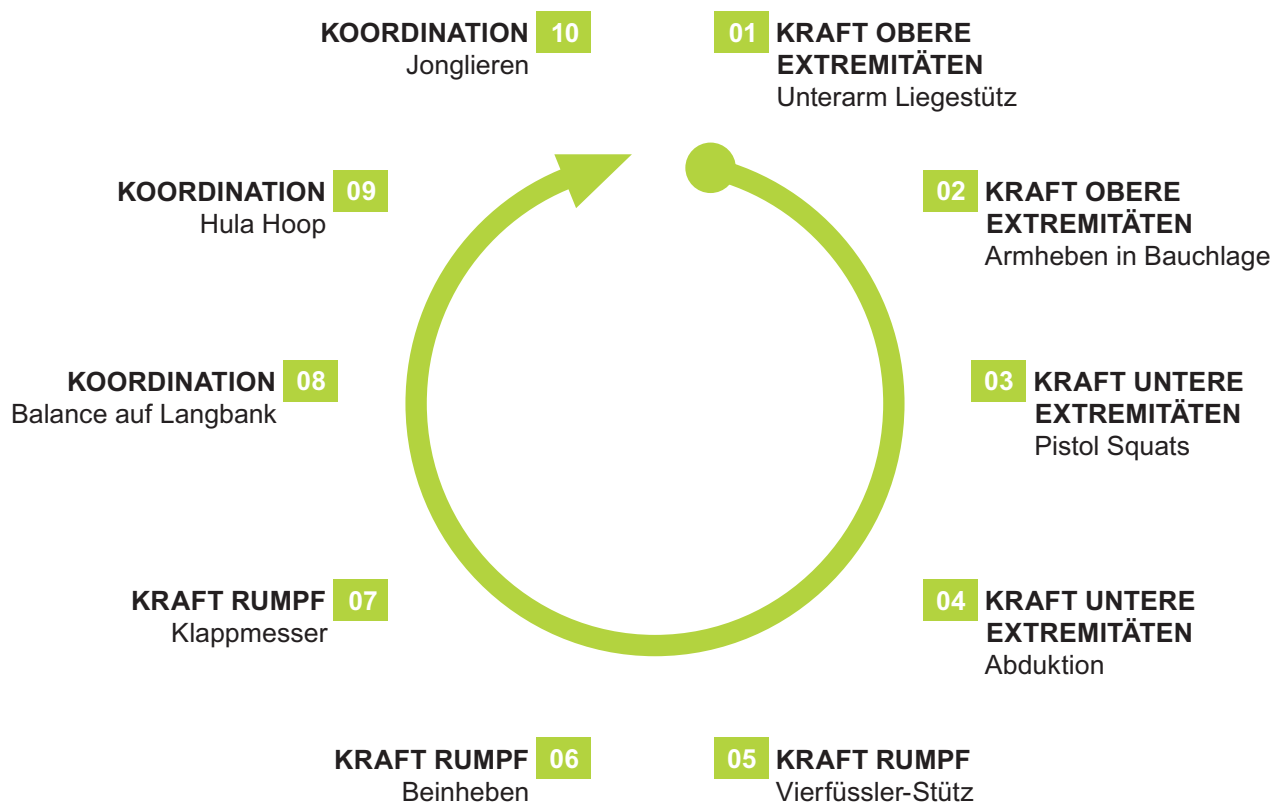 01 KRAFT OBERE
EXTREMITÄTEN
Unterarm Liegestütz
02 KRAFT OBERE
EXTREMITÄTEN
Armheben in Bauchlage
03 KRAFT UNTERE
EXTREMITÄTEN
Pistol Squats
04 KRAFT UNTERE
EXTREMITÄTEN
Abduktion
05 KRAFT RUMPF
Vierfüssler-Stütz
KRAFT RUMPF 06
Beinheben
KRAFT RUMPF 07
Klappmesser
KOORDINATION 08
Balance auf Langbank
KOORDINATION 09
Hula Hoop
KOORDINATION 10
Jonglieren